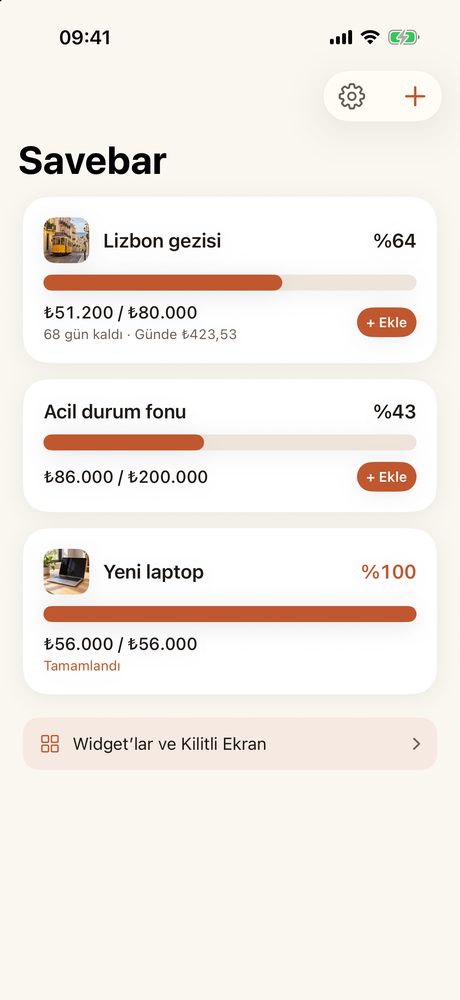 09:41
Savebar
Lizbon gezisi
%64
₺51.200 / ₺80.000
68 gün kaldı · Günde ₺423,53
+ Ekle
Acil durum fonu
%43
₺86.000 / ₺200.000
+ Ekle
Yeni laptop
%100
₺56.000 / ₺56.000
Tamamlandı
Widget’lar ve Kilitli Ekran